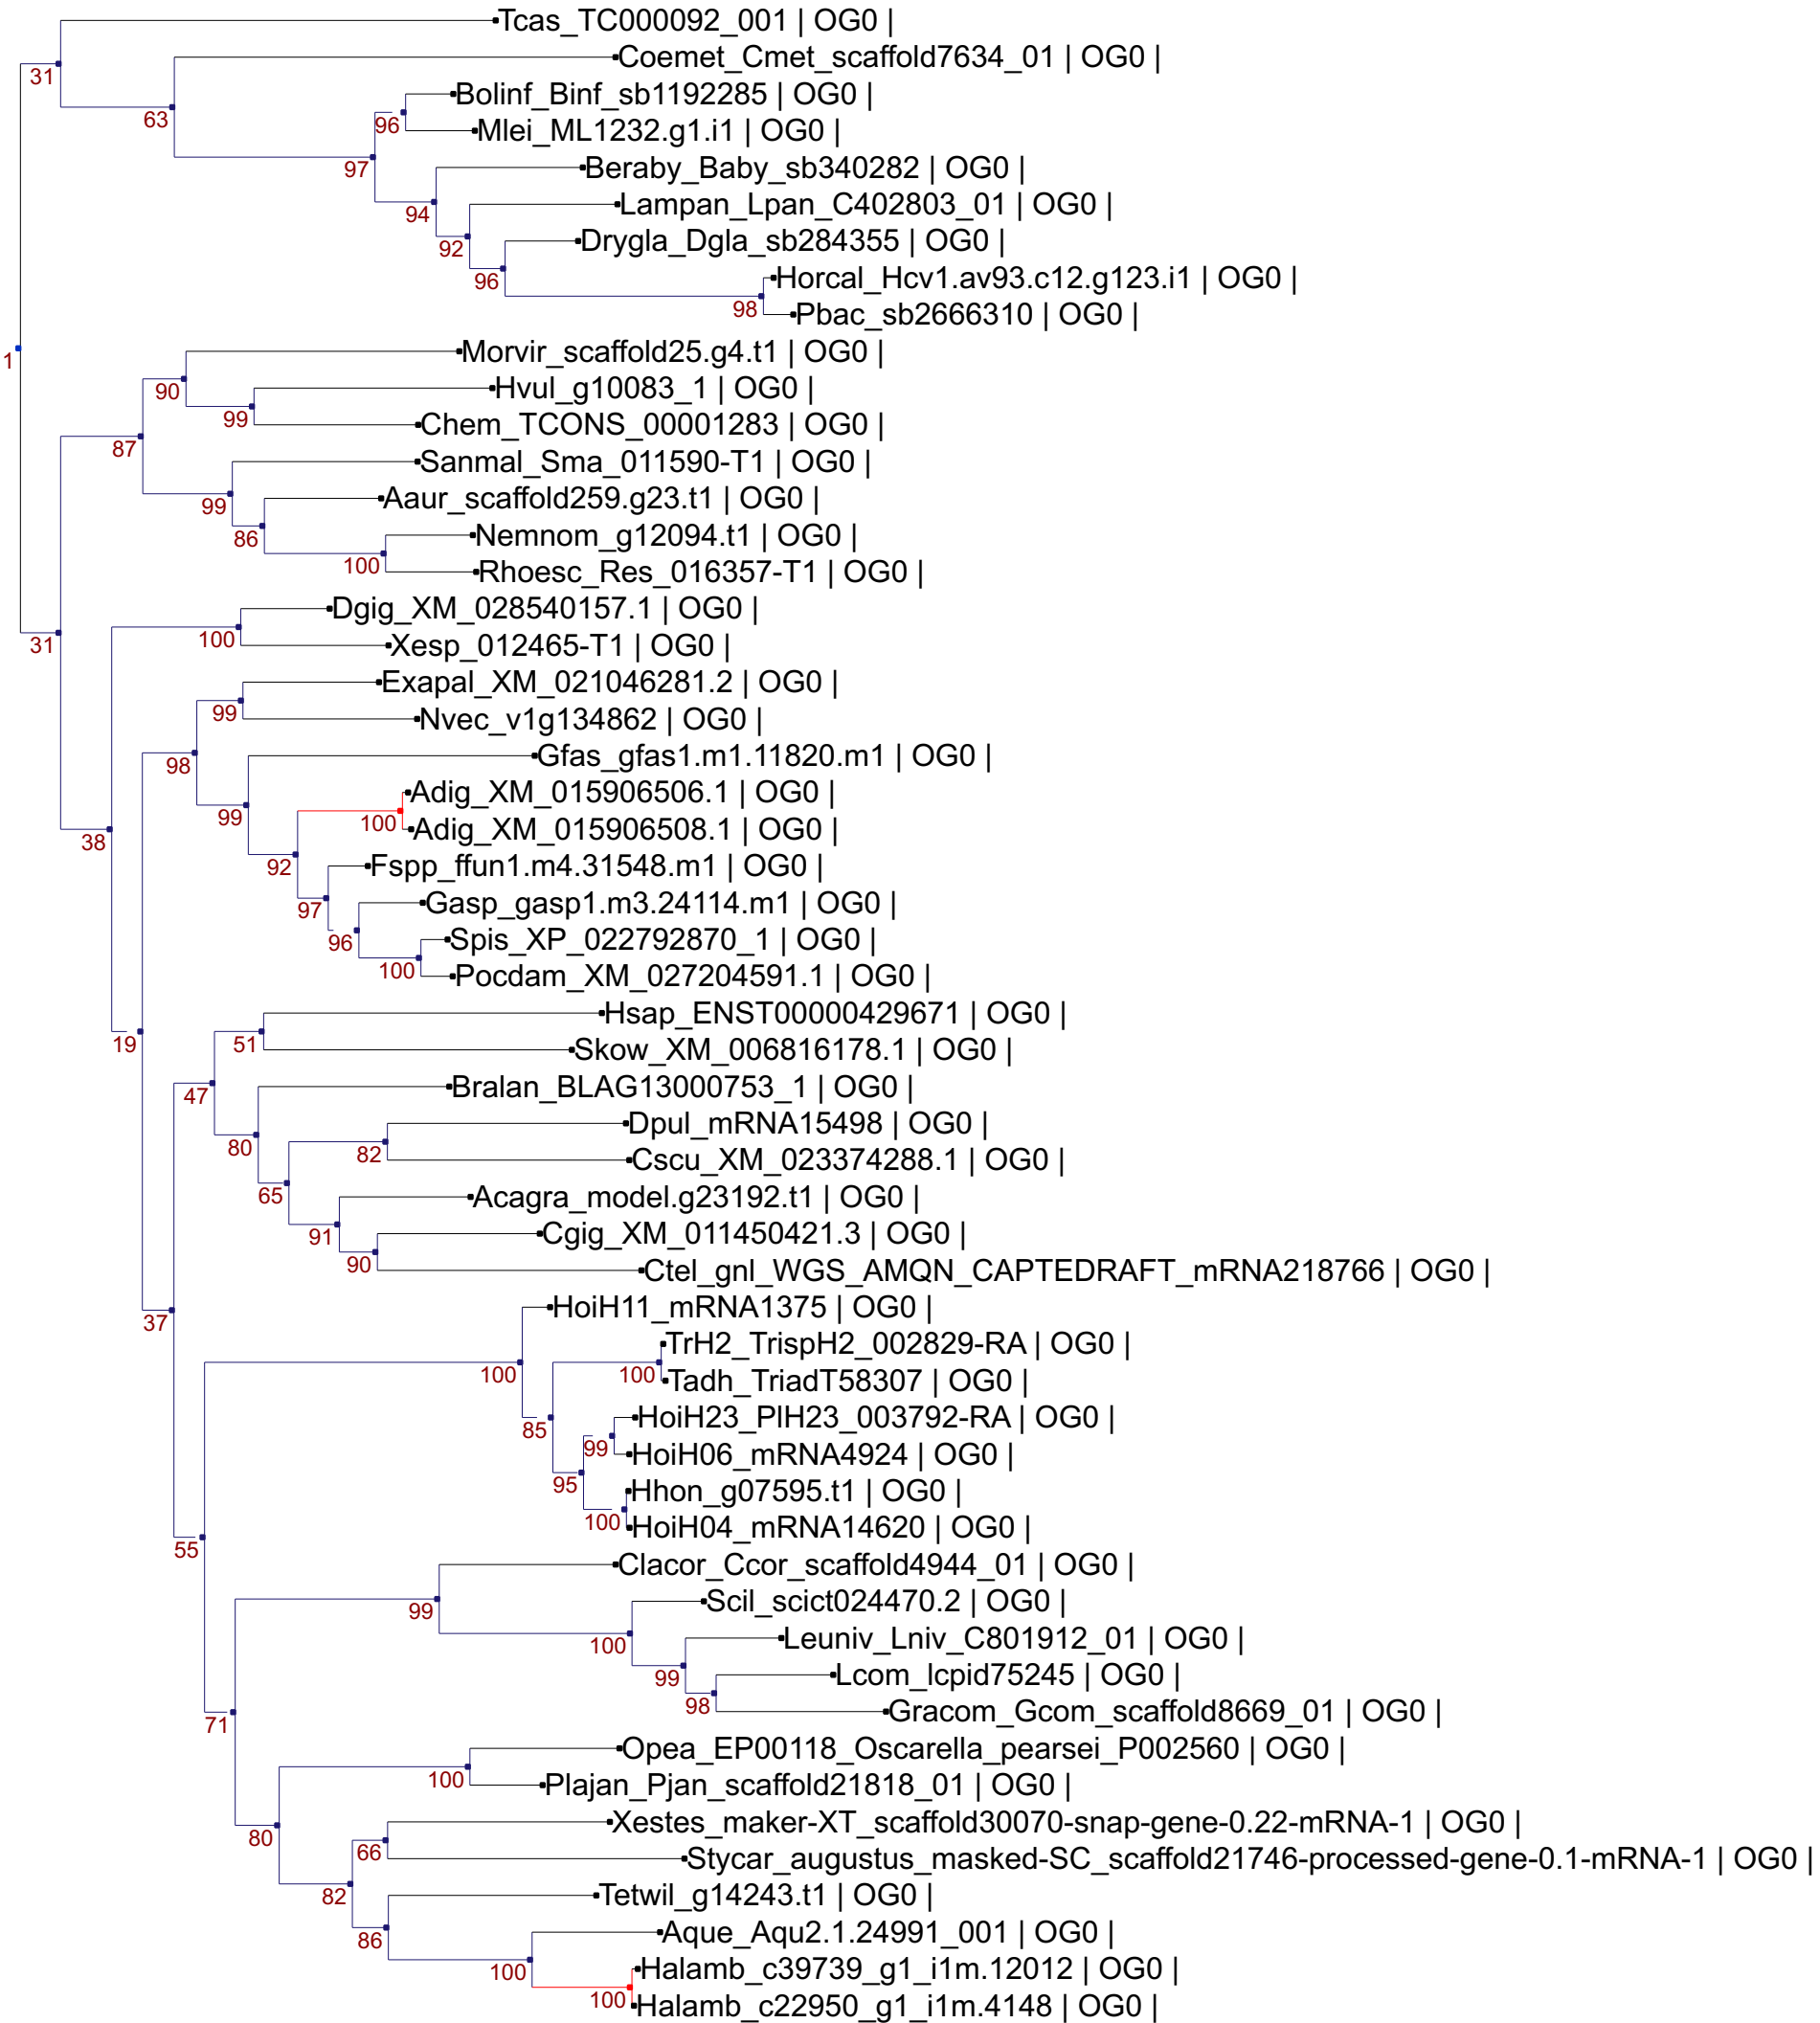 Tcas_TC000092_001 | OG0 |
Coemet_Cmet_scaffold7634_01 | OG0 |
31
Bolinf_Binf_sb1192285 | OG0 |
63
96
Mlei_ML1232.g1.i1 | OG0 |
97
Beraby_Baby_sb340282 | OG0 |
94
Lampan_Lpan_C402803_01 | OG0 |
92
Drygla_Dgla_sb284355 | OG0 |
96
Horcal_Hcv1.av93.c12.g123.i1 | OG0 |
98
Pbac_sb2666310 | OG0 |
1
Morvir_scaffold25.g4.t1 | OG0 |
90
Hvul_g10083_1 | OG0 |
99
Chem_TCONS_00001283 | OG0 |
87
Sanmal_Sma_011590-T1 | OG0 |
99
Aaur_scaffold259.g23.t1 | OG0 |
86
Nemnom_g12094.t1 | OG0 |
100
Rhoesc_Res_016357-T1 | OG0 |
Dgig_XM_028540157.1 | OG0 |
31
100
Xesp_012465-T1 | OG0 |
Exapal_XM_021046281.2 | OG0 |
99
Nvec_v1g134862 | OG0 |
98
Gfas_gfas1.m1.11820.m1 | OG0 |
Adig_XM_015906506.1 | OG0 |
99
100
Adig_XM_015906508.1 | OG0 |
38
92
Fspp_ffun1.m4.31548.m1 | OG0 |
97
Gasp_gasp1.m3.24114.m1 | OG0 |
96
Spis_XP_022792870_1 | OG0 |
100
Pocdam_XM_027204591.1 | OG0 |
Hsap_ENST00000429671 | OG0 |
19
51
Skow_XM_006816178.1 | OG0 |
47
Bralan_BLAG13000753_1 | OG0 |
Dpul_mRNA15498 | OG0 |
80
82
Cscu_XM_023374288.1 | OG0 |
65
Acagra_model.g23192.t1 | OG0 |
91
Cgig_XM_011450421.3 | OG0 |
90
Ctel_gnl_WGS_AMQN_CAPTEDRAFT_mRNA218766 | OG0 |
HoiH11_mRNA1375 | OG0 |
37
TrH2_TrispH2_002829-RA | OG0 |
100
100
Tadh_TriadT58307 | OG0 |
HoiH23_PlH23_003792-RA | OG0 |
85
99
HoiH06_mRNA4924 | OG0 |
95
Hhon_g07595.t1 | OG0 |
100
HoiH04_mRNA14620 | OG0 |
55
Clacor_Ccor_scaffold4944_01 | OG0 |
99
Scil_scict024470.2 | OG0 |
100
Leuniv_Lniv_C801912_01 | OG0 |
99
Lcom_lcpid75245 | OG0 |
98
Gracom_Gcom_scaffold8669_01 | OG0 |
71
Opea_EP00118_Oscarella_pearsei_P002560 | OG0 |
100
Plajan_Pjan_scaffold21818_01 | OG0 |
Xestes_maker-XT_scaffold30070-snap-gene-0.22-mRNA-1 | OG0 |
80
66
Stycar_augustus_masked-SC_scaffold21746-processed-gene-0.1-mRNA-1 | OG0 |
82
Tetwil_g14243.t1 | OG0 |
86
Aque_Aqu2.1.24991_001 | OG0 |
100
Halamb_c39739_g1_i1m.12012 | OG0 |
100
Halamb_c22950_g1_i1m.4148 | OG0 |